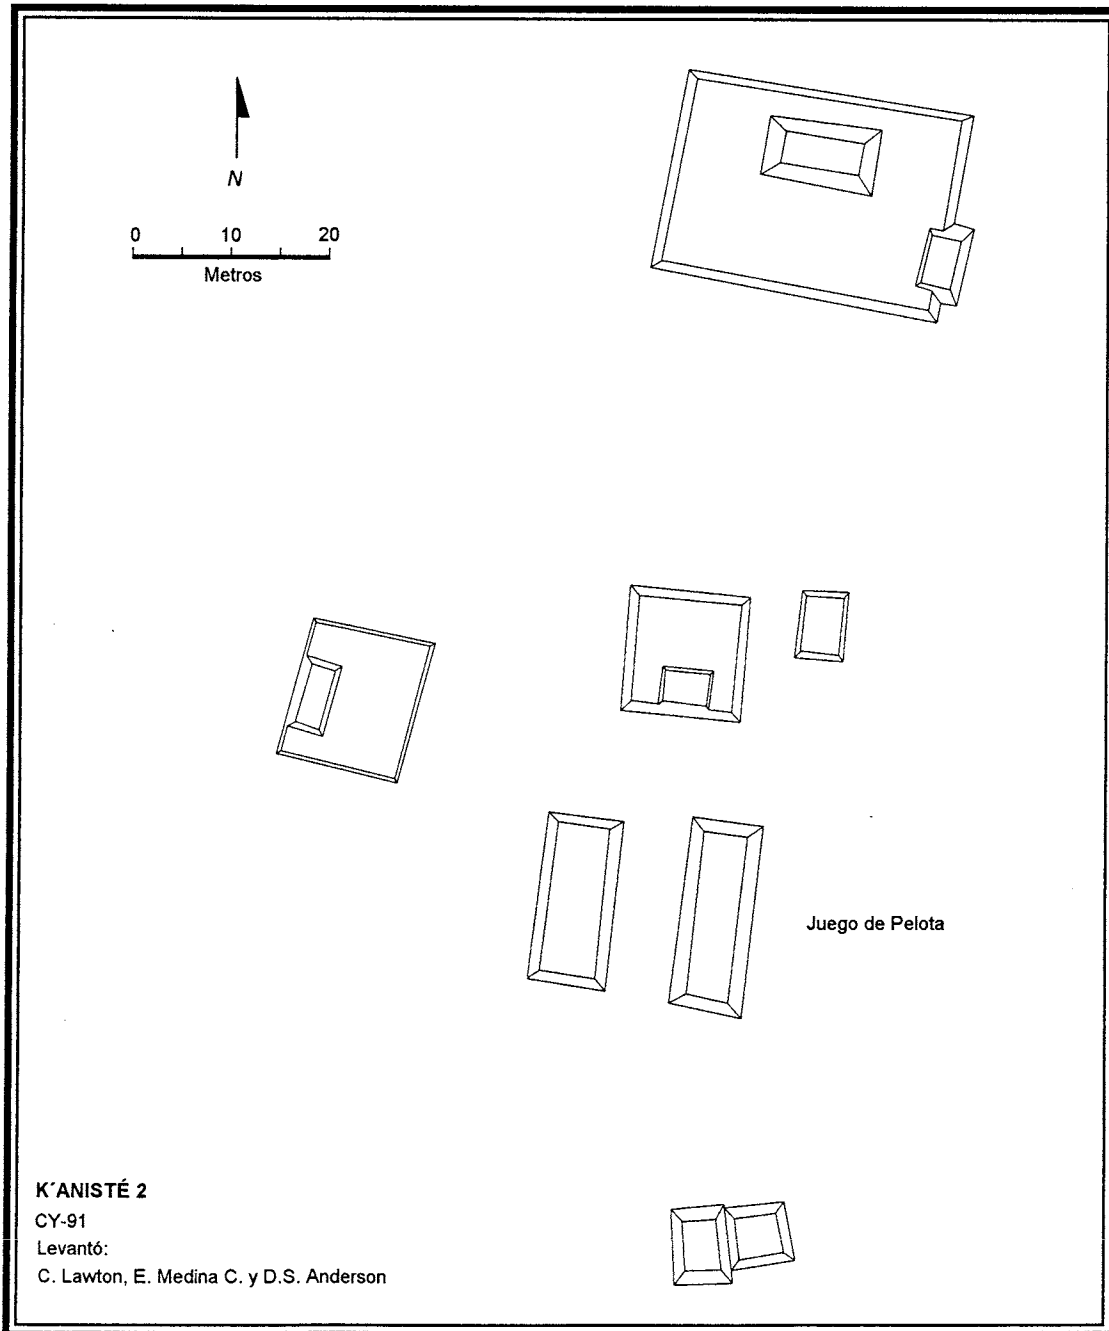 N
0 10 20
Metros
Juego de Pelota
K´ANISTÉ 2
CY-91
Levantó:
C. Lawton, E. Medina C. y D.S. Anderson